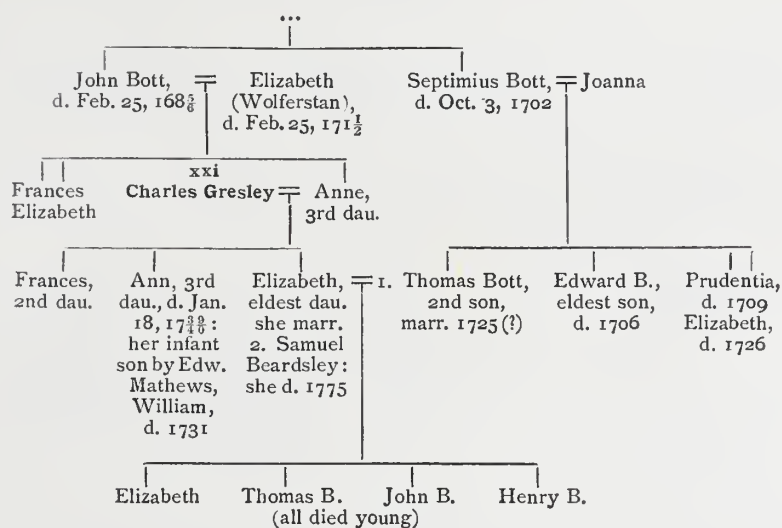 ...
John Bott,
d. Feb. 25, 168⅚
Elizabeth
(Wolferstan),
d. Feb. 25, 171½
Septimius Bott,
d. Oct. 3, 1702
Joanna
Frances
Elizabeth
xxi
Charles Gresley
Anne,
3rd dau.
Frances,
2nd dau.
Ann, 3rd
dau., d. Jan.
18, 17 39/40:
her infant
son by Edw.
Mathews,
William,
d. 1731
Elizabeth,
eldest dau.
she marr.
2. Samuel
Beardsley:
she d. 1775
1.
Thomas Bott,
2nd son,
marr. 1725 (?)
Edward B.,
eldest son,
d. 1706
Prudentia,
d. 1709
Elizabeth,
d. 1726
Elizabeth
Thomas B.
John B.
Henry B.
(all died young)